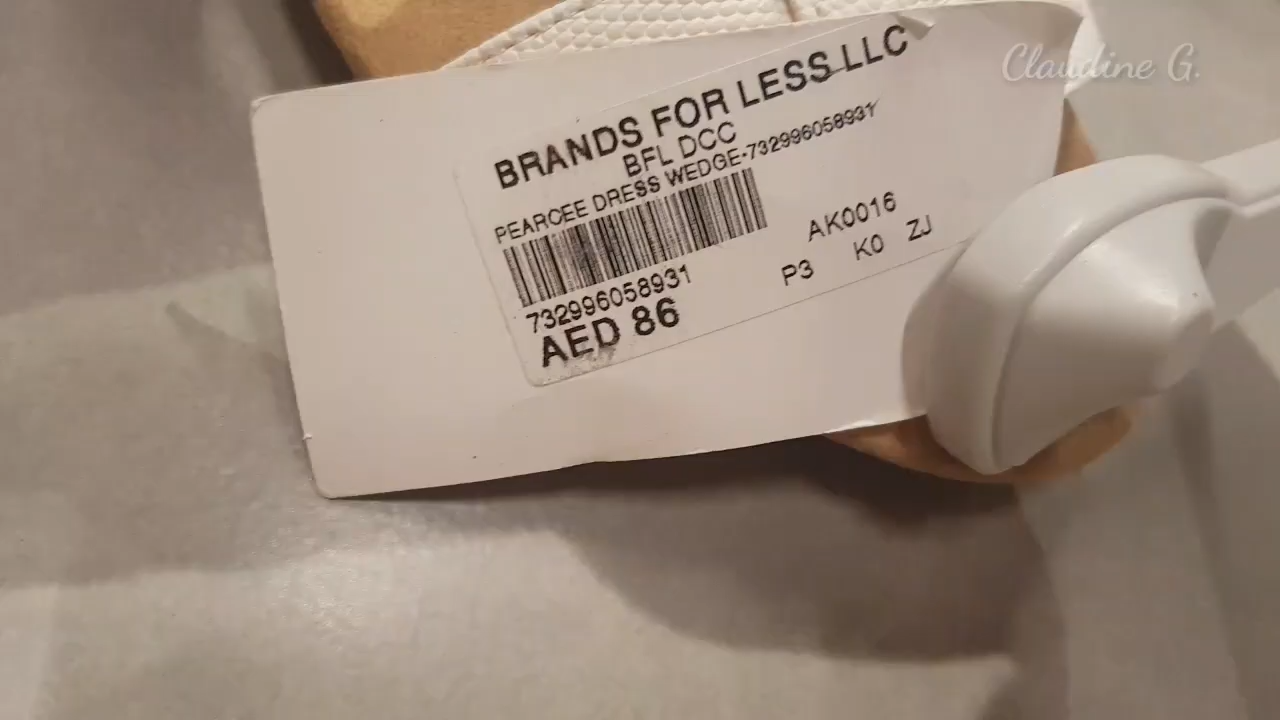 Claudine G.
BRANDS FOR LESS LLC
BFL DCC
PEARCEE DRESS WEDGE-732996058931
732996058931
AED 86
AK0016
P3 K0 ZJ